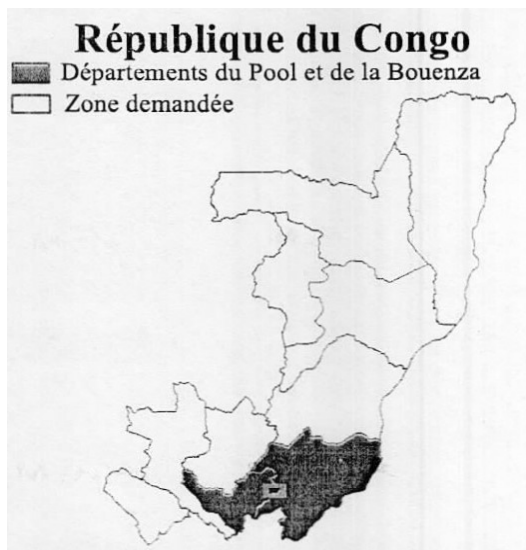 République du Congo
Départements du Pool et de la Bouenza
Zone demandée